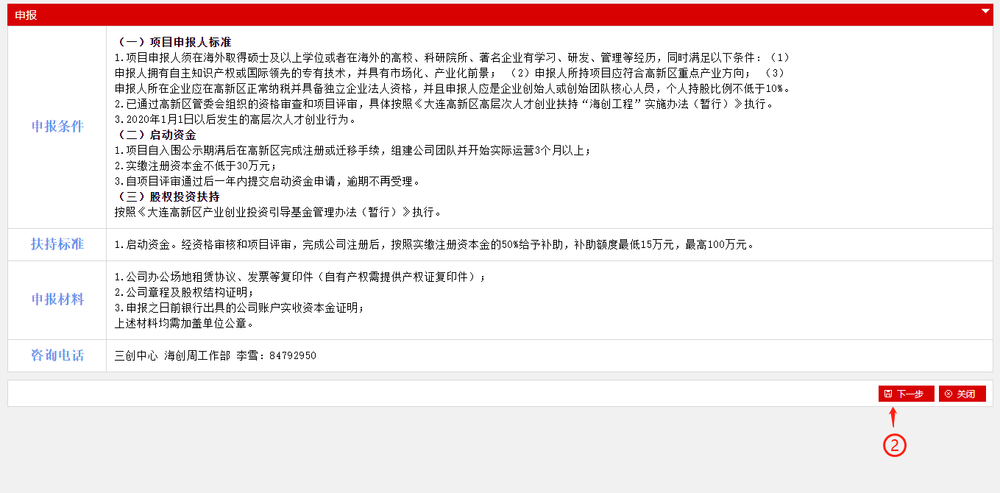 申报
（一）项目申报人标准
1.项目申报人须在海外取得硕士及以上学位或者在海外的高校、科研院所、著名企业有学习、研发、管理等经历，同时满足以下条件：（1）
申报人拥有自主知识产权或国际领先的专有技术，并具有市场化、产业化前景； （2）申报人所持项目应符合高新区重点产业方向； （3）
申报人所在企业应在高新区正常纳税并具备独立企业法人资格，并且申报人应是企业创始人或创始团队核心人员，个人持股比例不低于10%。
2.已通过高新区管委会组织的资格审查和项目评审，具体按照《大连高新区高层次人才创业扶持“海创工程”实施办法（暂行）》执行。
申报条件
3.2020年1月1日以后发生的高层次人才创业行为。
（二）启动资金
1.项目自入围公示期满后在高新区完成注册或迁移手续，组建公司团队并开始实际运营3个月以上；
2.实缴注册资本金不低于30万元；
3.自项目评审通过后一年内提交启动资金申请，逾期不再受理。
（三）股权投资扶持
按照《大连高新区产业创业投资引导基金管理办法（暂行）》执行。
扶持标准
1.启动资金。经资格审核和项目评审，完成公司注册后，按照实缴注册资本金的50%给予补助，补助额度最低15万元，最高100万元。
申报材料
1.公司办公场地租赁协议、发票等复印件（自有产权需提供产权证复印件）；
2.公司章程及股权结构证明；
3.申报之日前银行出具的公司账户实收资本金证明；
上述材料均需加盖单位公章。
咨询电话
三创中心 海创周工作部 李雪：84792950
下一步
关闭
2